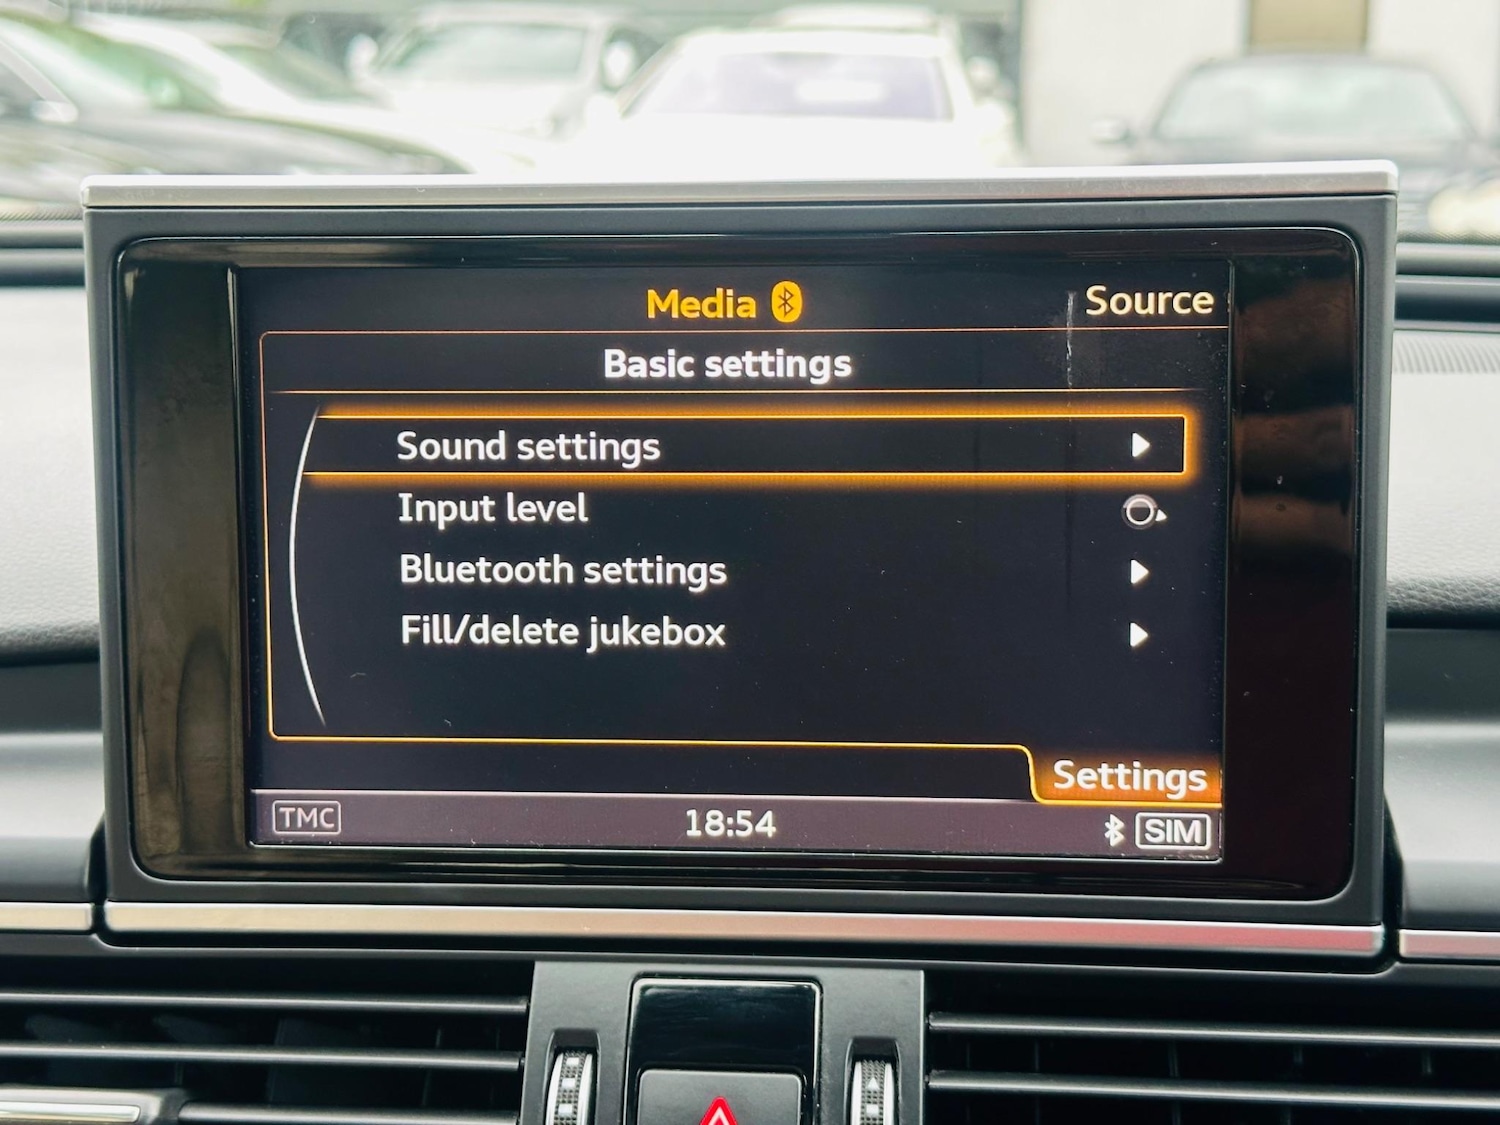 Media
Source
Basic settings
Sound settings
Input level
Bluetooth settings
Fill/delete jukebox
Settings
TMC
18:54
SIM